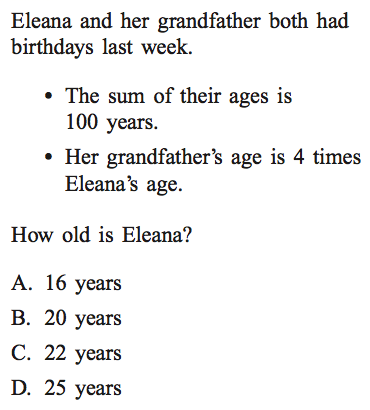 Eleana and her grandfather both had
birthdays last week.
• The sum of their ages is
100 years.
• Her grandfather’s age is 4 times
Eleana’s age.
How old is Eleana?
A. 16 years
B. 20 years
C. 22 years
D. 25 years